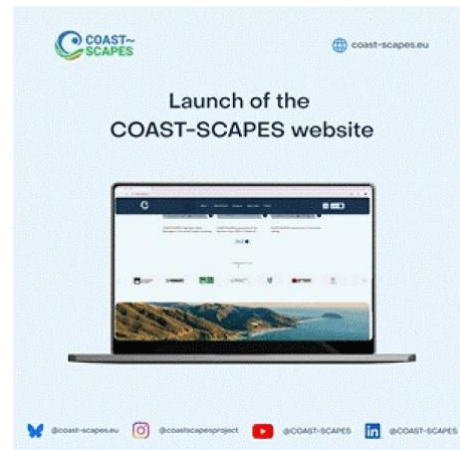 COAST~
SCAPES
coast-scapes.eu
Launch of the
COAST-SCAPES website
@coast-scapes.eu
@coastscapesproject
@COAST-SCAPES
@COAST-SCAPES